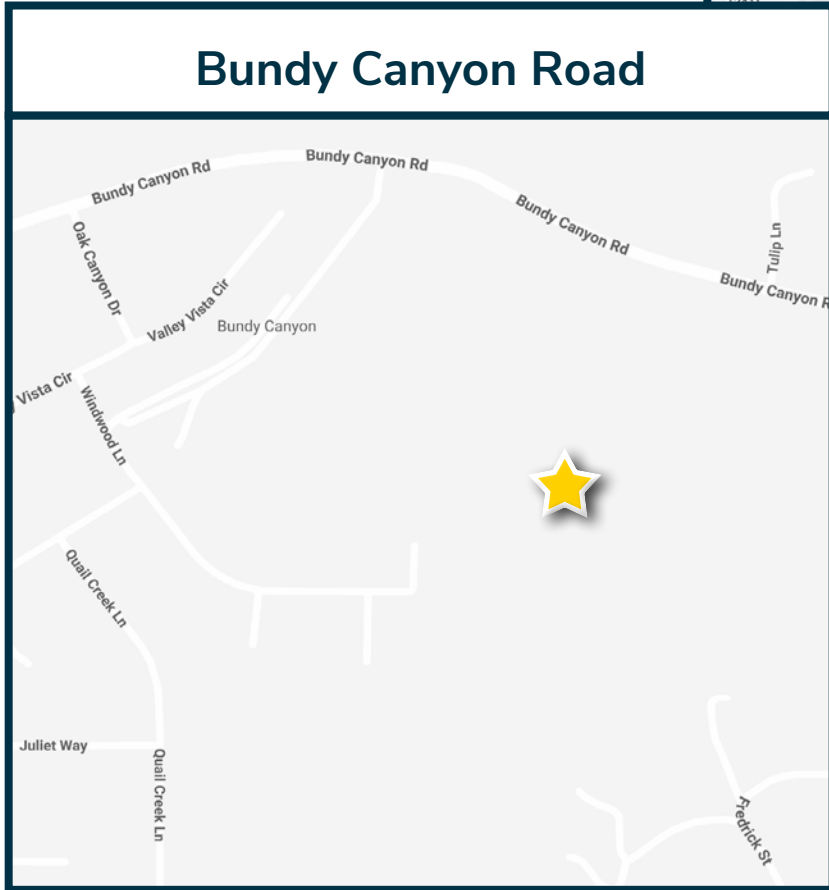 Bundy Canyon Road
Bundy Canyon Rd
Bundy Canyon Rd
Bundy Canyon Rd
Bundy Canyon R
Tulip Ln
Oak Canyon Dr
Valley Vista Cir
Bundy Canyon
Vista Cir
Windwood Ln
Quail Creek Ln
Juliet Way
Quail Creek Ln
Fredrick St